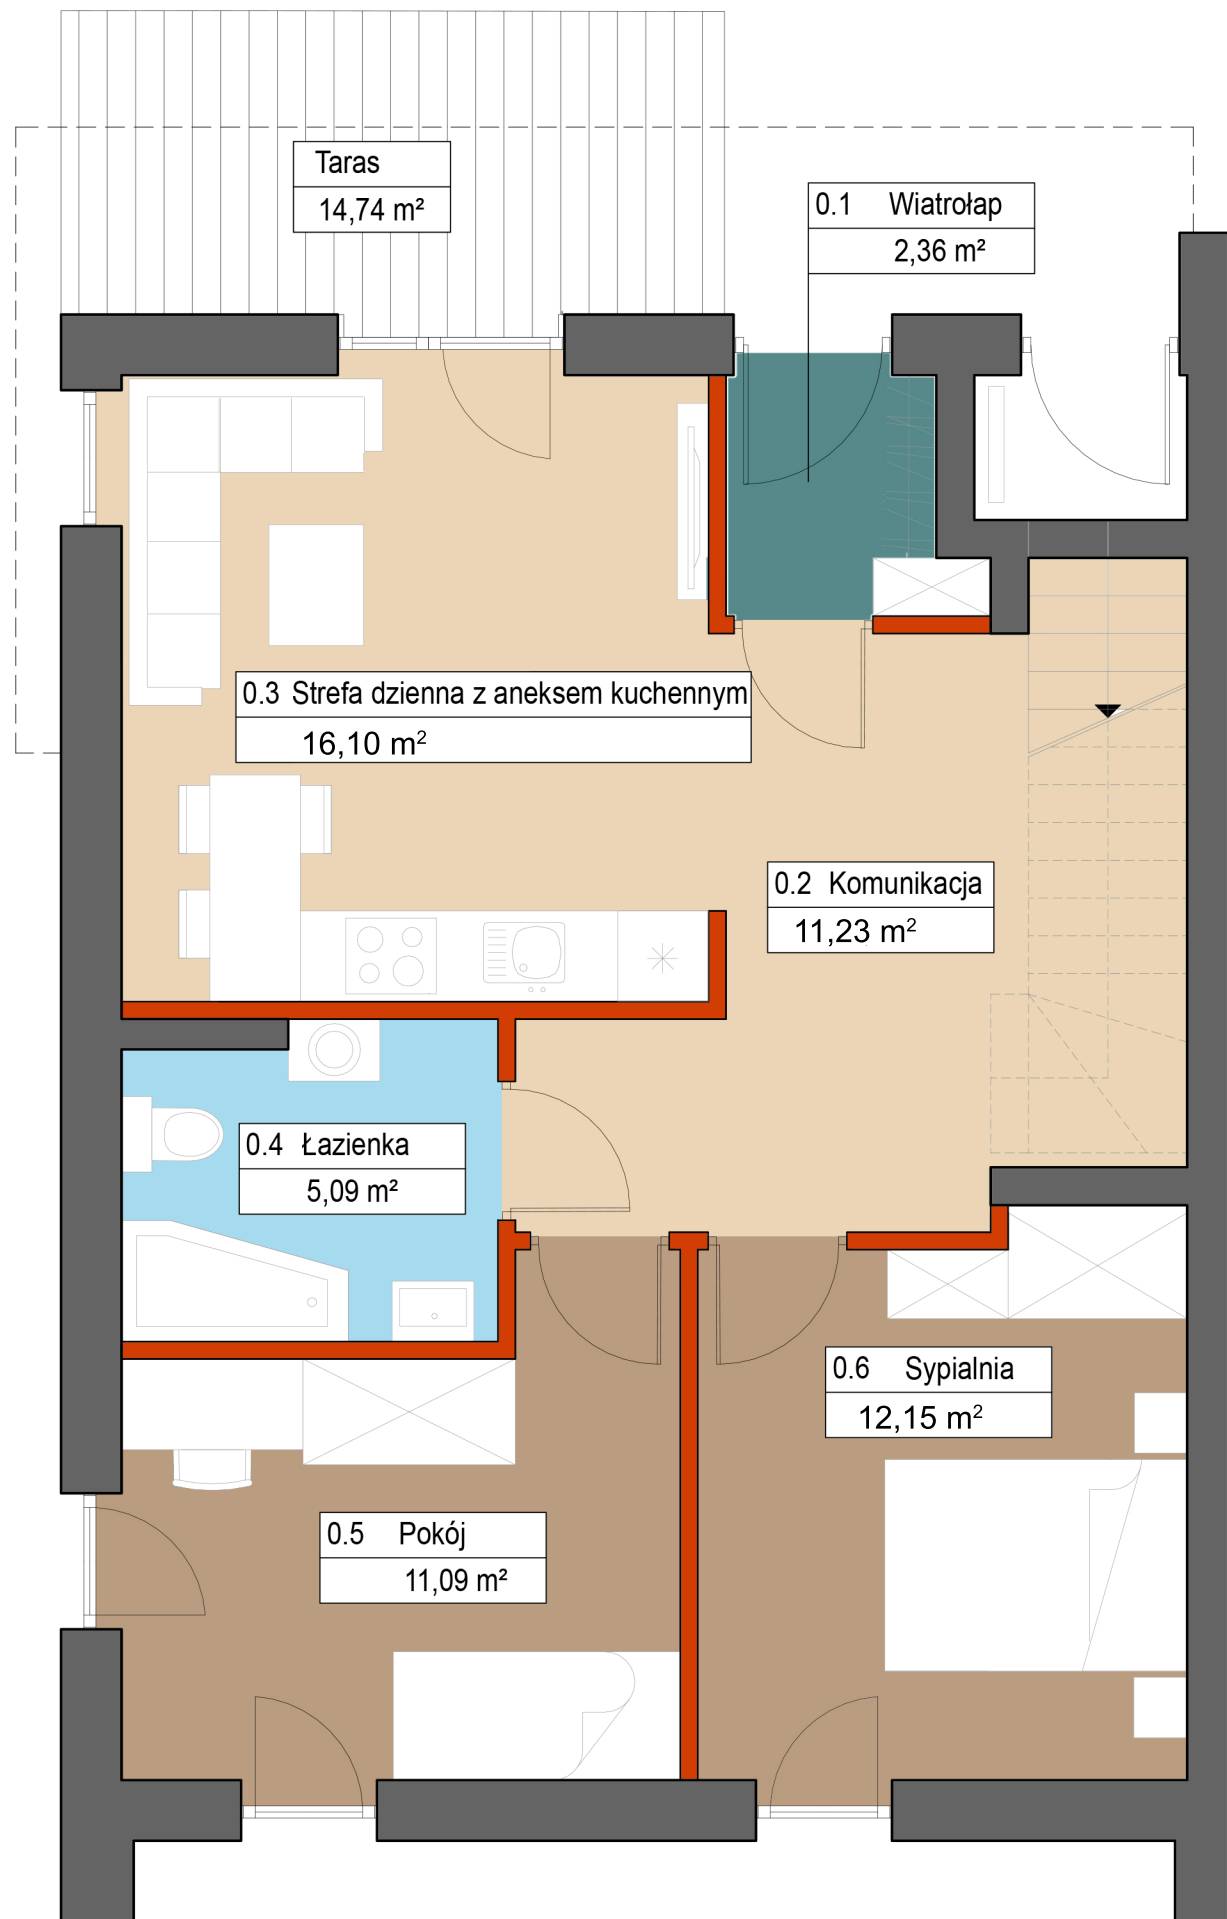 Taras
14,74 m²
0.1 Wiatrołap
2,36 m²
0.3 Strefa dzienna z aneksem kuchennym
16,10 m²
0.2 Komunikacja
11,23 m²
0.4 Łazienka
5,09 m²
0.6 Sypialnia
12,15 m²
0.5 Pokój
11,09 m²